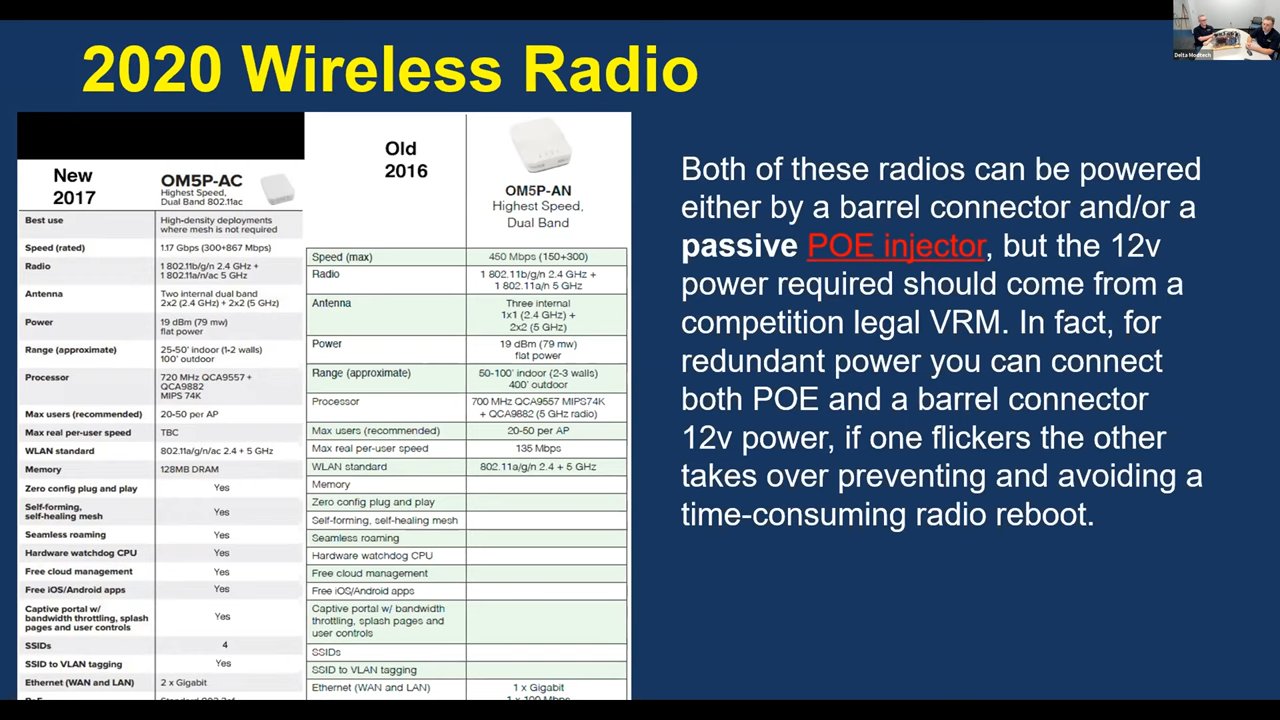 2020 Wireless Radio
Delta Modtech
New
2017
OM5P-AC
Highest Speed,
Dual Band 802.11ac
Best use
High-density deployments
where mesh is not required
Speed (rated)
1.17 Gbps (300+867 Mbps)
Radio
1 802.11b/g/n 2.4 GHz +
1 802.11a/n/ac 5 GHz
Antenna
Two internal dual band
2x2 (2.4 GHz) + 2x2 (5 GHz)
Power
19 dBm (79 mw)
flat power
Range (approximate)
25-50' indoor (1-2 walls)
100' outdoor
Processor
720 MHz QCA9557 +
QCA9882
MIPS 74K
Max users (recommended)
20-50 per AP
Max real per-user speed
TBC
WLAN standard
802.11a/g/n/ac 2.4 + 5 GHz
Memory
128MB DRAM
Zero config plug and play
Yes
Self-forming,
self-healing mesh
Yes
Seamless roaming
Yes
Hardware watchdog CPU
Yes
Free cloud management
Yes
Free iOS/Android apps
Yes
Captive portal w/
bandwidth throttling, splash
pages and user controls
Yes
SSIDs
4
SSID to VLAN tagging
Yes
Ethernet (WAN and LAN)
2 x Gigabit
Old
2016
OM5P-AN
Highest Speed,
Dual Band
Speed (max)
450 Mbps (150+300)
Radio
1 802.11b/g/n 2.4 GHz +
1 802.11a/n 5 GHz
Antenna
Three internal
1x1 (2.4 GHz) +
2x2 (5 GHz)
Power
19 dBm (79 mw)
flat power
Range (approximate)
50-100' indoor (2-3 walls)
400' outdoor
Processor
700 MHz QCA9557 MIPS74K
+ QCA9882 (5 GHz radio)
Max users (recommended)
20-50 per AP
Max real per-user speed
135 Mbps
WLAN standard
802.11a/g/n 2.4 + 5 GHz
Memory
Zero config plug and play
Self-forming, self-healing mesh
Seamless roaming
Hardware watchdog CPU
Free cloud management
Free iOS/Android apps
Captive portal w/ bandwidth
throttling, splash pages and
user controls
SSIDs
SSID to VLAN tagging
Ethernet (WAN and LAN)
1 x Gigabit
Both of these radios can be powered
either by a barrel connector and/or a
passive POE injector, but the 12v
power required should come from a
competition legal VRM. In fact, for
redundant power you can connect
both POE and a barrel connector
12v power, if one flickers the other
takes over preventing and avoiding a
time-consuming radio reboot.